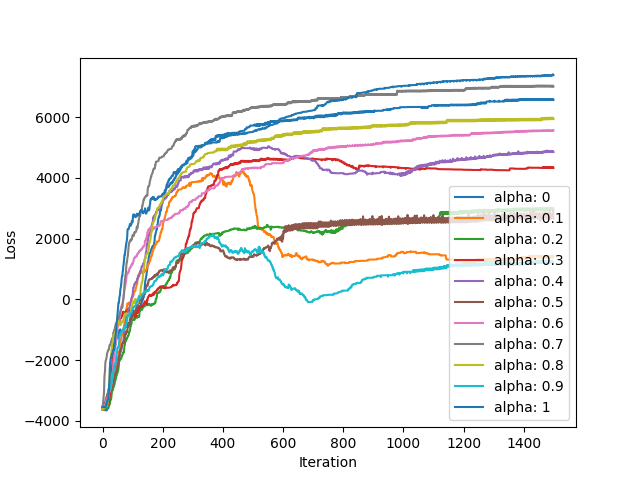 6000
4000
2000
0
−2000
−4000
Loss
0 200 400 600 800 1000 1200 1400
Iteration
alpha: 0
alpha: 0.1
alpha: 0.2
alpha: 0.3
alpha: 0.4
alpha: 0.5
alpha: 0.6
alpha: 0.7
alpha: 0.8
alpha: 0.9
alpha: 1